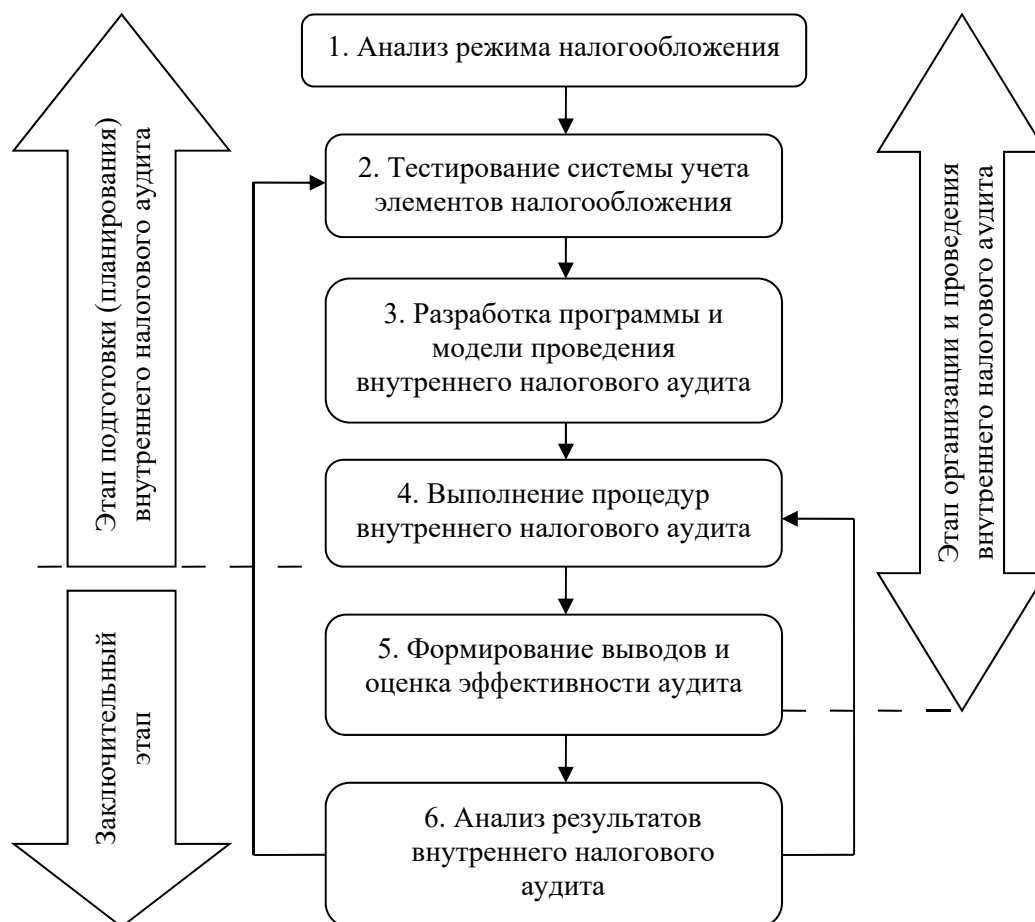 1. Анализ режима налогообложения
2. Тестирование системы учета
элементов налогообложения
3. Разработка программы и
модели проведения
внутреннего налогового аудита
4. Выполнение процедур
внутреннего налогового аудита
5. Формирование выводов и
оценка эффективности аудита
6. Анализ результатов
внутреннего налогового
аудита
Этап подготовки (планирования)
внутреннего налогового аудита
Заключительный
этап
Этап организации и проведения
внутреннего налогового аудита